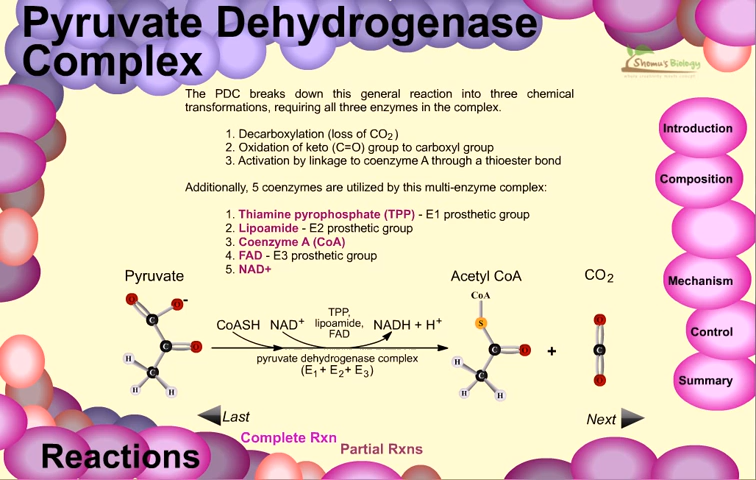 Pyruvate Dehydrogenase
Complex
Shomu's Biology
The PDC breaks down this general reaction into three chemical
transformations, requiring all three enzymes in the complex.
1. Decarboxylation (loss of CO2)
2. Oxidation of keto (C=O) group to carboxyl group
3. Activation by linkage to coenzyme A through a thioester bond
Additionally, 5 coenzymes are utilized by this multi-enzyme complex:
1. Thiamine pyrophosphate (TPP) - E1 prosthetic group
2. Lipoamide - E2 prosthetic group
3. Coenzyme A (CoA)
4. FAD - E3 prosthetic group
5. NAD+
Introduction
Composition
Mechanism
Control
Summary
Pyruvate
Acetyl CoA
CO2
O O-
C
C O
H C
H H
CoASH NAD+
TPP,
lipoamide,
FAD
NADH + H+
pyruvate dehydrogenase complex
(E1 + E2 + E3)
CoA
S
C O
H C
H H
+
O
C
O
Last
Next
Complete Rxn
Partial Rxns
Reactions